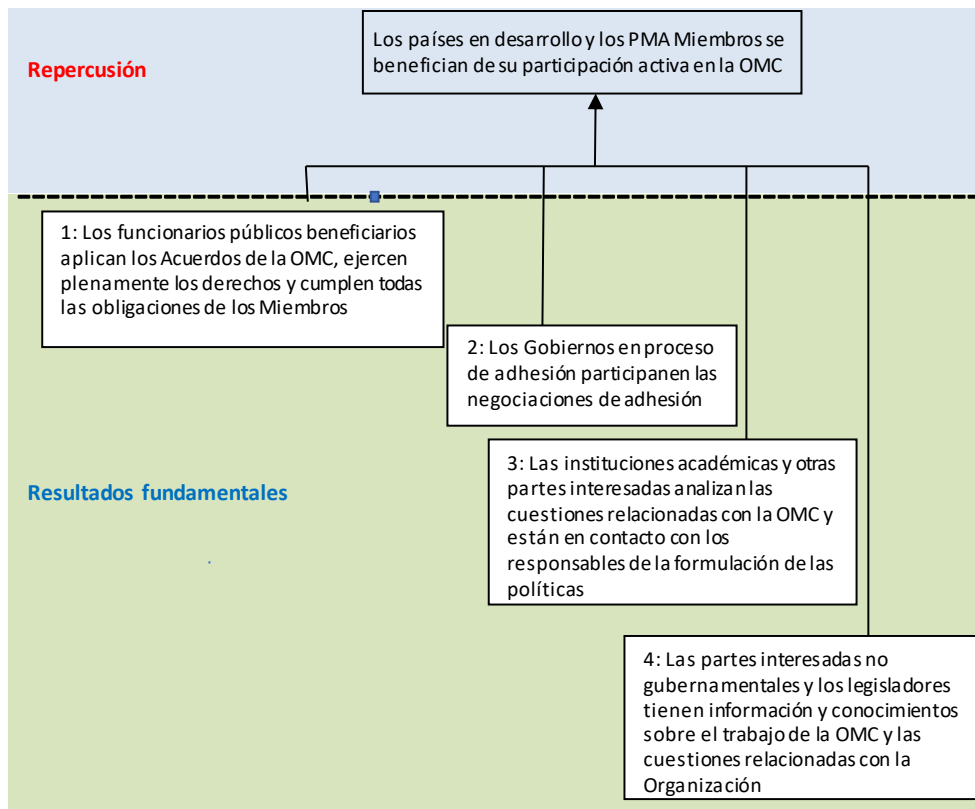 Los países en desarrollo y los PMA Miembros se
benefician de su participación activa en la OMC
Repercusión
1: Los funcionarios públicos beneficiarios
aplican los Acuerdos de la OMC, ejercen
plenamente los derechos y cumplen todas
las obligaciones de los Miembros
2: Los Gobiernos en proceso
de adhesión participanen las
negociaciones de adhesión
3: Las instituciones académicas y otras
partes interesadas analizan las
cuestiones relacionadas con la OMC y
están en contacto con los
responsables de la formulación de las
políticas
Resultados fundamentales
4: Las partes interesadas no
gubernamentales y los legisladores
tienen información y conocimientos
sobre el trabajo de la OMC y las
cuestiones relacionadas con la
Organización